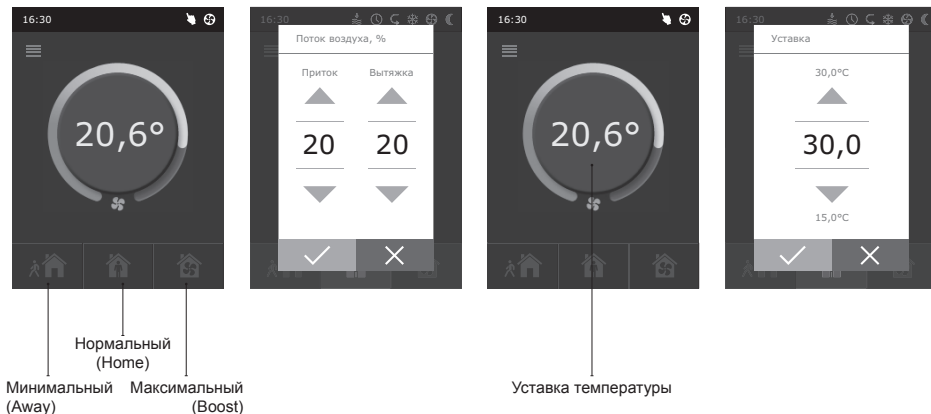 16:30
20,6°
Нормальный
(Home)
Минимальный
(Away)
Максимальный
(Boost)
16:30
Поток воздуха, %
Приток Вытяжка
20 20
16:30
20,6°
Уставка температуры
16:30
Уставка
30,0°C
30,0
15,0°C